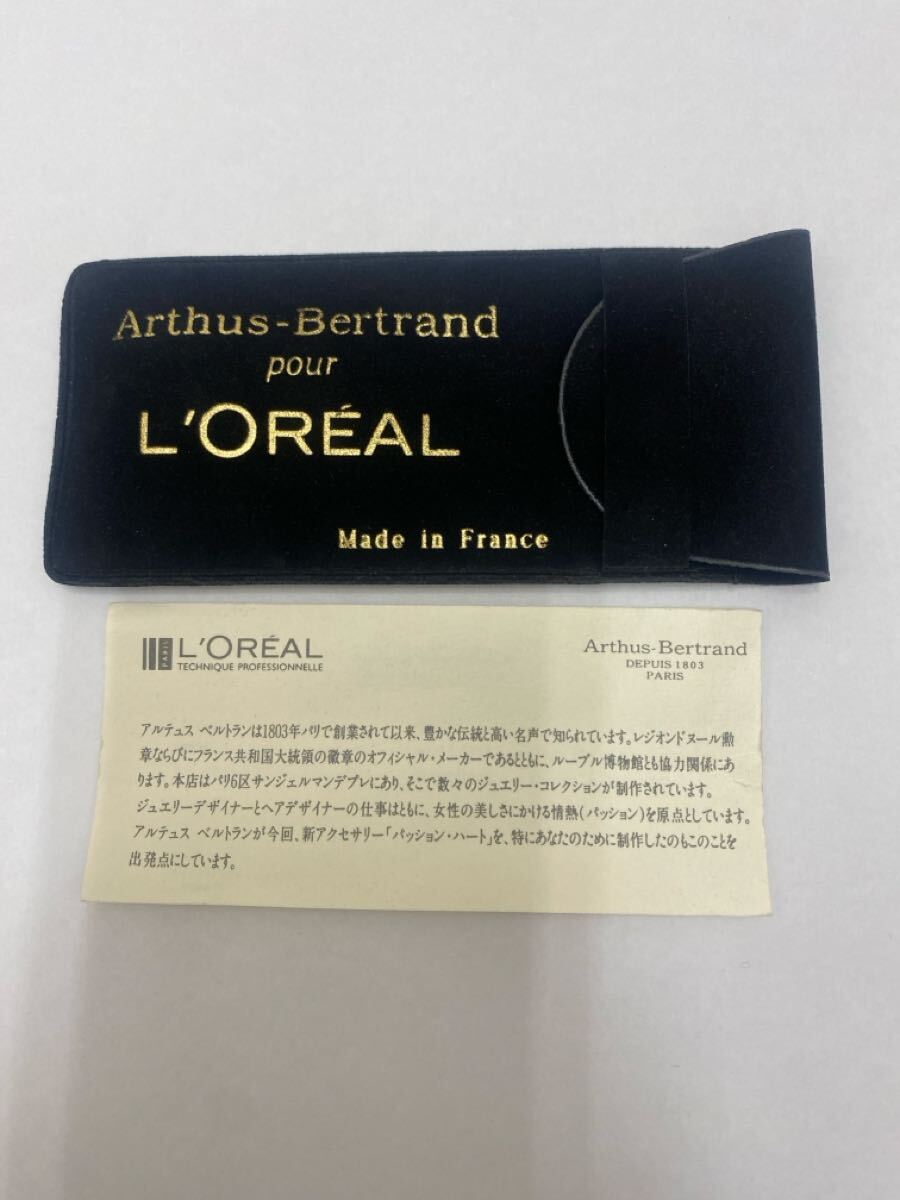 Arthus-Bertrand
pour
L'ORÉAL
Made in France
PARIS
L'ORÉAL
TECHNIQUE PROFESSIONNELLE
Arthus-Bertrand
DEPUIS 1803
PARIS
アルテュス ベルトランは1803年パリで創業されて以来、豊かな伝統と高い名声で知られています。レジオンドヌール勲
章ならびにフランス共和国大統領の徽章のオフィシャル・メーカーであるとともに、ルーブル博物館とも協力関係にあ
ります。本店はパリ6区サンジェルマンデプレにあり、そこで数々のジュエリー・コレクションが制作されています。
ジュエリーデザイナーとヘアデザイナーの仕事はともに、女性の美しさにかける情熱(パッション)を原点としています。
アルテュス ベルトランが今回、新アクセサリー「パッション・ハート」を、特にあなたのために制作したのもこのことを
出発点にしています。